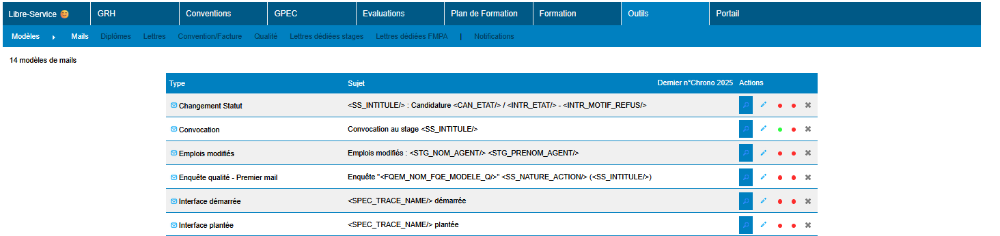 Libre-Service 😊 GRH Conventions GPEC Evaluations Plan de Formation Formation Outils Portail
Modèles Mails Diplômes Lettres Convention/Facture Qualité Lettres dédiées stages Lettres dédiées FMPA | Notifications
14 modèles de mails
Type Sujet Dernier n°Chrono 2025 Actions
Changement Statut <SS_INTITULE/> : Candidature <CAN_ETAT/> / <INTR_ETAT/> - <INTR_MOTIF_REFUS/>
Convocation Convocation au stage <SS_INTITULE/>
Emplois modifiés Emplois modifiés : <STG_NOM_AGENT/> <STG_PRENOM_AGENT/>
Enquête qualité - Premier mail Enquête "<FQEM_NOM_FQE_MODELE_Q/>" <SS_NATURE_ACTION/> (<SS_INTITULE/>)
Interface démarrée <SPEC_TRACE_NAME/> démarrée
Interface plantée <SPEC_TRACE_NAME/> plantée